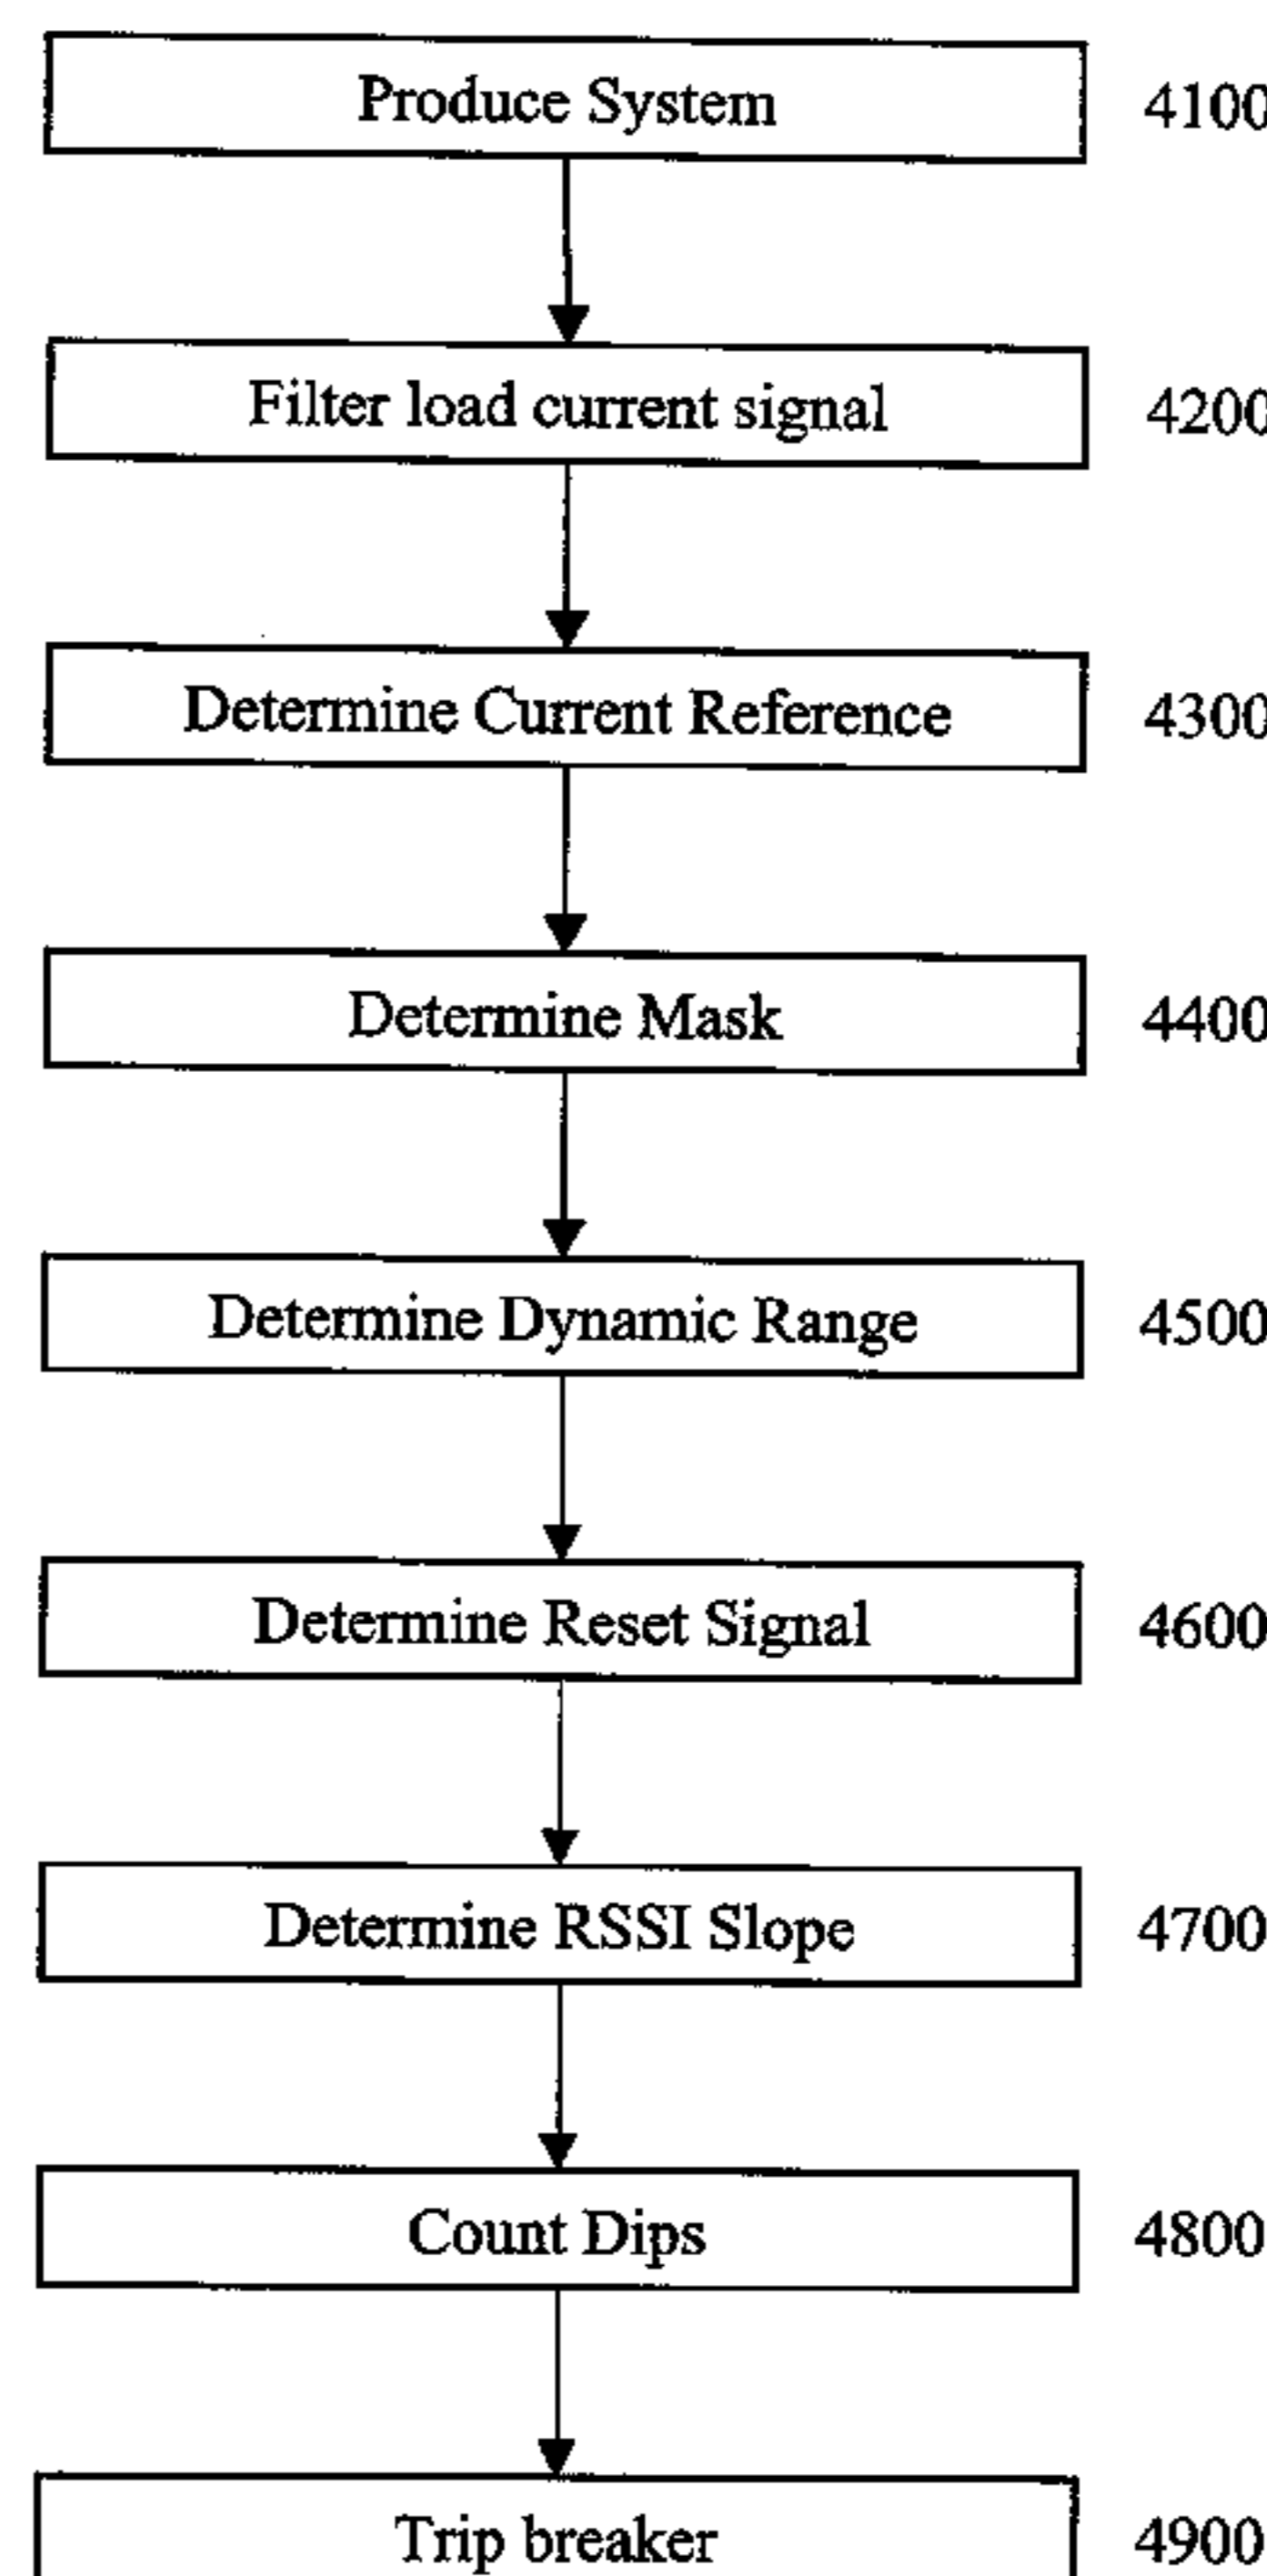 Produce System 4100
Filter load current signal 4200
Determine Current Reference 4300
Determine Mask 4400
Determine Dynamic Range 4500
Determine Reset Signal 4600
Determine RSSI Slope 4700
Count Dips 4800
Trip breaker 4900